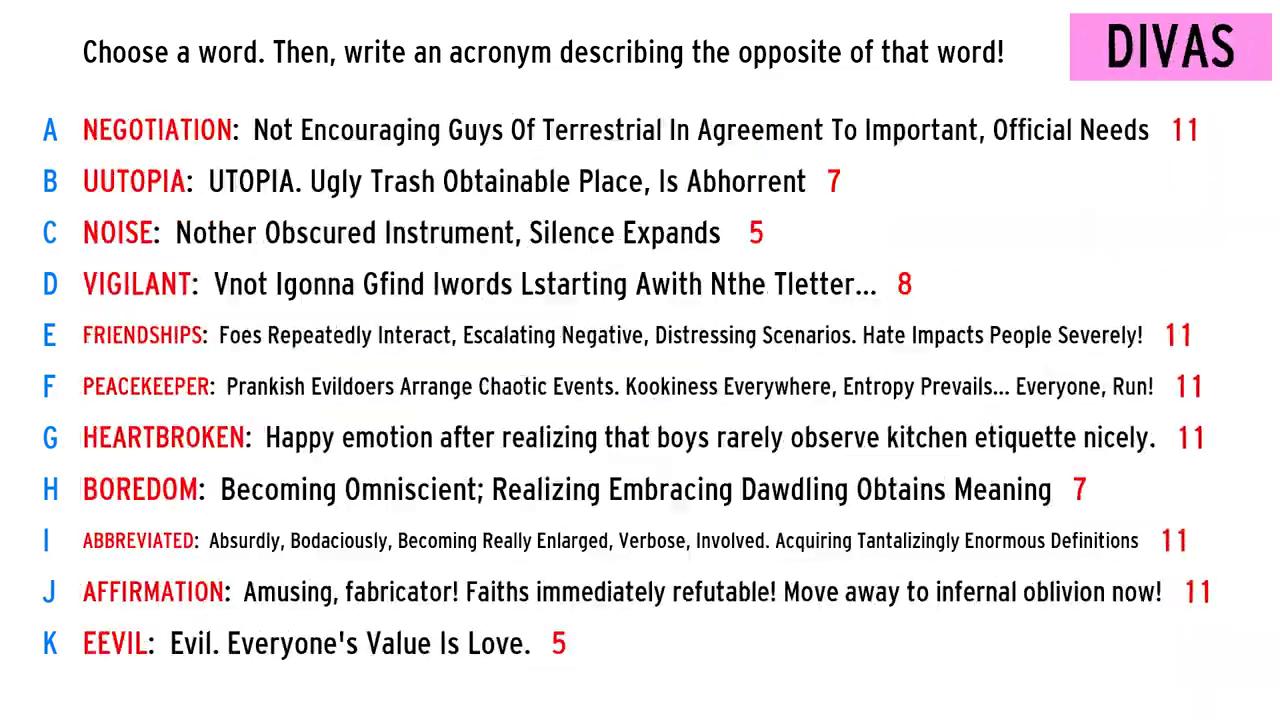 Choose a word. Then, write an acronym describing the opposite of that word!
DIVAS
A NEGOTIATION: Not Encouraging Guys Of Terrestrial In Agreement To Important, Official Needs 11
B UUTOPIA: UTOPIA. Ugly Trash Obtainable Place, Is Abhorrent 7
C NOISE: Nother Obscured Instrument, Silence Expands 5
D VIGILANT: Vnot Igonna Gfind Iwords Lstarting Awith Nthe Tletter... 8
E FRIENDSHIPS: Foes Repeatedly Interact, Escalating Negative, Distressing Scenarios. Hate Impacts People Severely! 11
F PEACEKEEPER: Prankish Evildoers Arrange Chaotic Events. Kookiness Everywhere, Entropy Prevails... Everyone, Run! 11
G HEARTBROKEN: Happy emotion after realizing that boys rarely observe kitchen etiquette nicely. 11
H BOREDOM: Becoming Omniscient; Realizing Embracing Dawdling Obtains Meaning 7
I ABBREVIATED: Absurdly, Bodaciously, Becoming Really Enlarged, Verbose, Involved. Acquiring Tantalizingly Enormous Definitions 11
J AFFIRMATION: Amusing, fabricator! Faiths immediately refutable! Move away to infernal oblivion now! 11
K EEVIL: Evil. Everyone's Value Is Love. 5